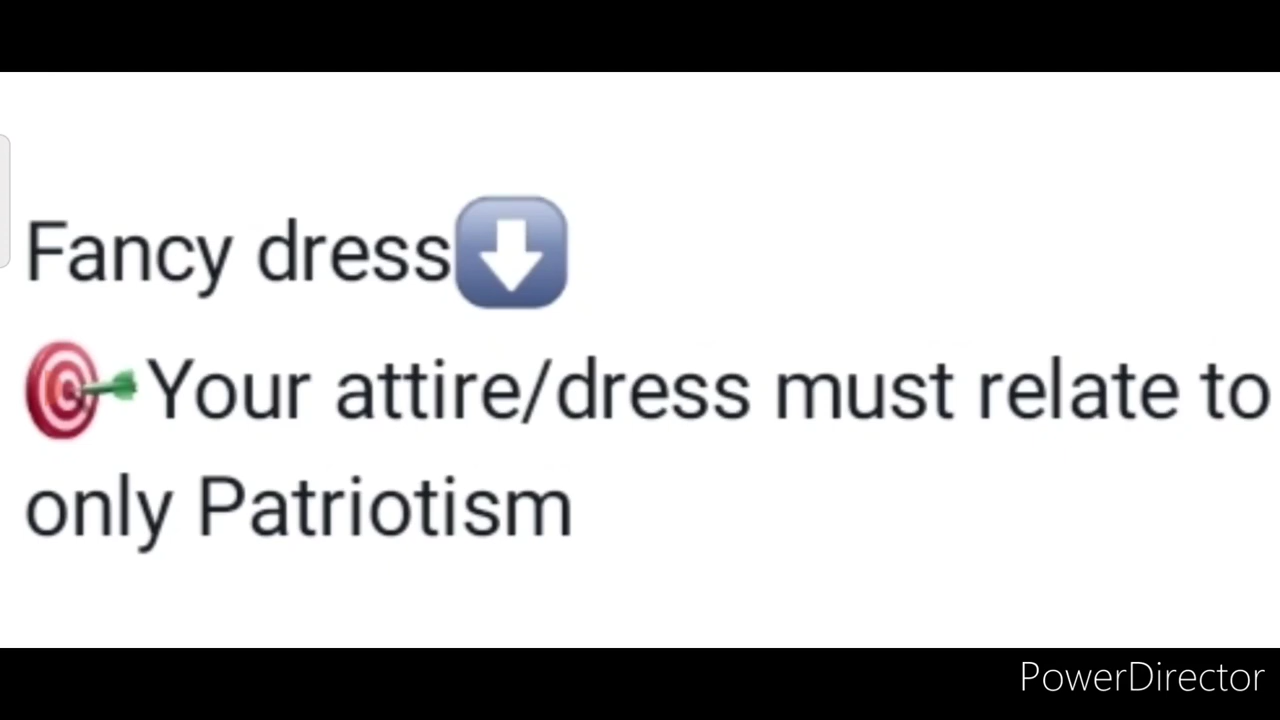 Fancy dress⬇️
🎯Your attire/dress must relate to
only Patriotism
PowerDirector